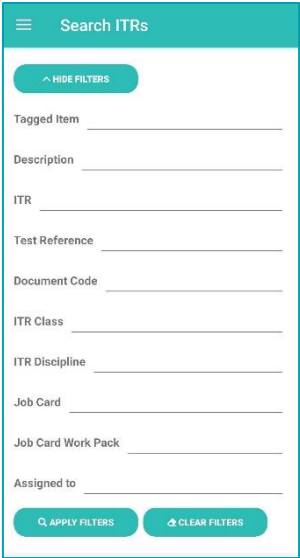 Search ITRs
HIDE FILTERS
Tagged Item
Description
ITR
Test Reference
Document Code
ITR Class
ITR Discipline
Job Card
Job Card Work Pack
Assigned to
APPLY FILTERS CLEAR FILTERS